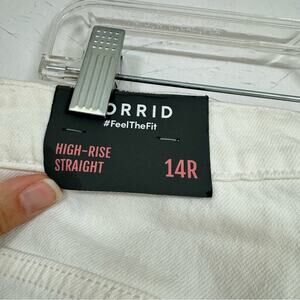 ORRID
#FeelTheFit
HIGH-RISE
STRAIGHT
14R